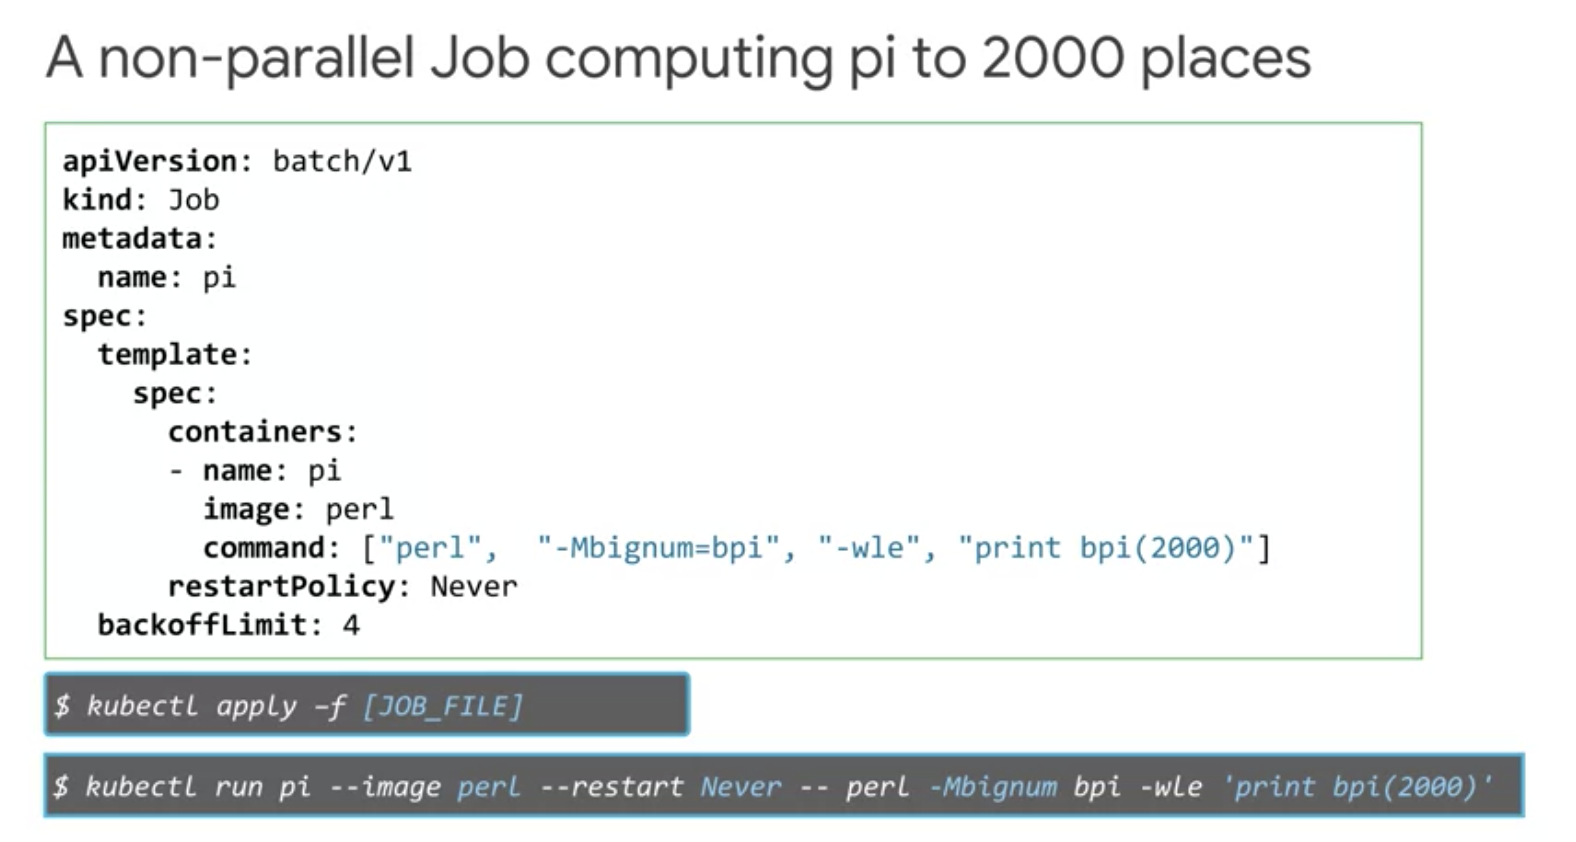 A non-parallel Job computing pi to 2000 places
apiVersion: batch/v1
kind: Job
metadata:
  name: pi
spec:
  template:
    spec:
      containers:
      - name: pi
        image: perl
        command: ["perl",  "-Mbignum=bpi", "-wle", "print bpi(2000)"]
      restartPolicy: Never
  backoffLimit: 4
$ kubectl apply –f [JOB_FILE]
$ kubectl run pi --image perl --restart Never -- perl -Mbignum bpi -wle 'print bpi(2000)'